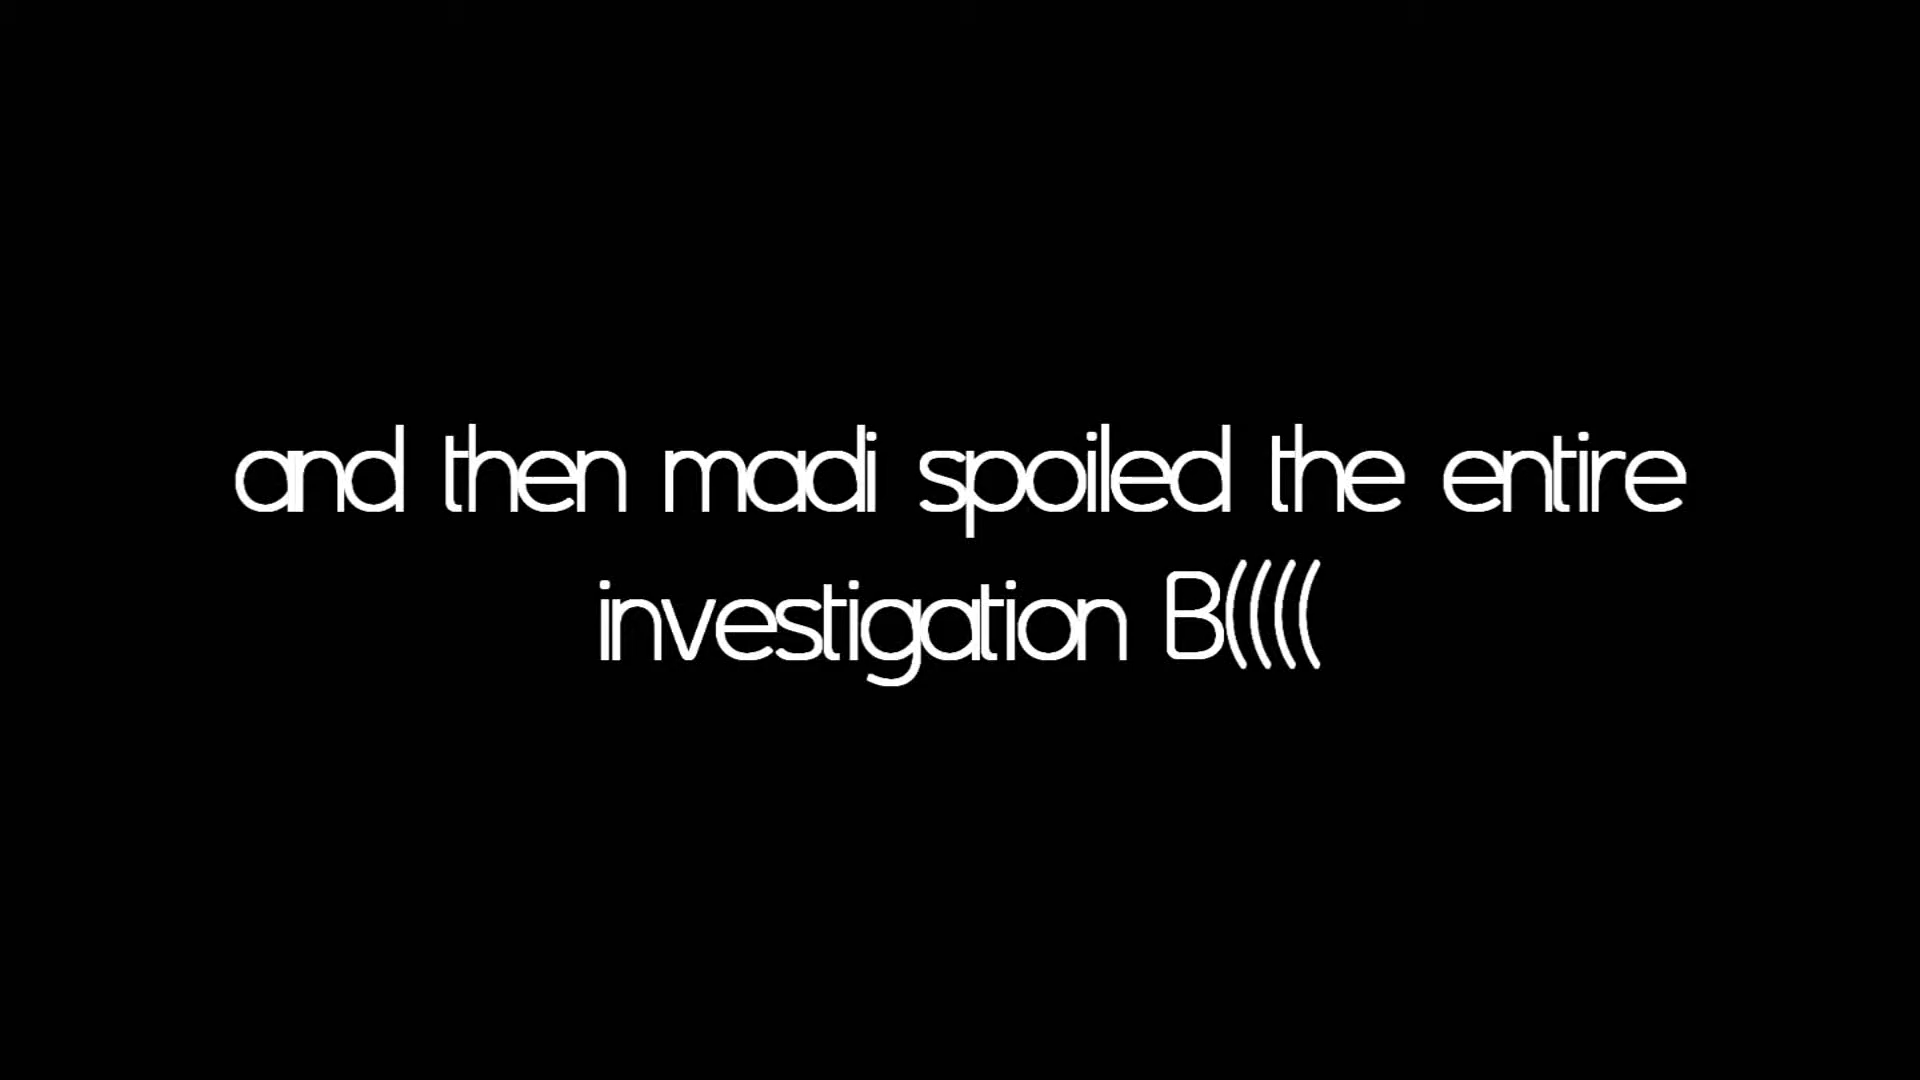 and then madi spoiled the entire
investigation B((((